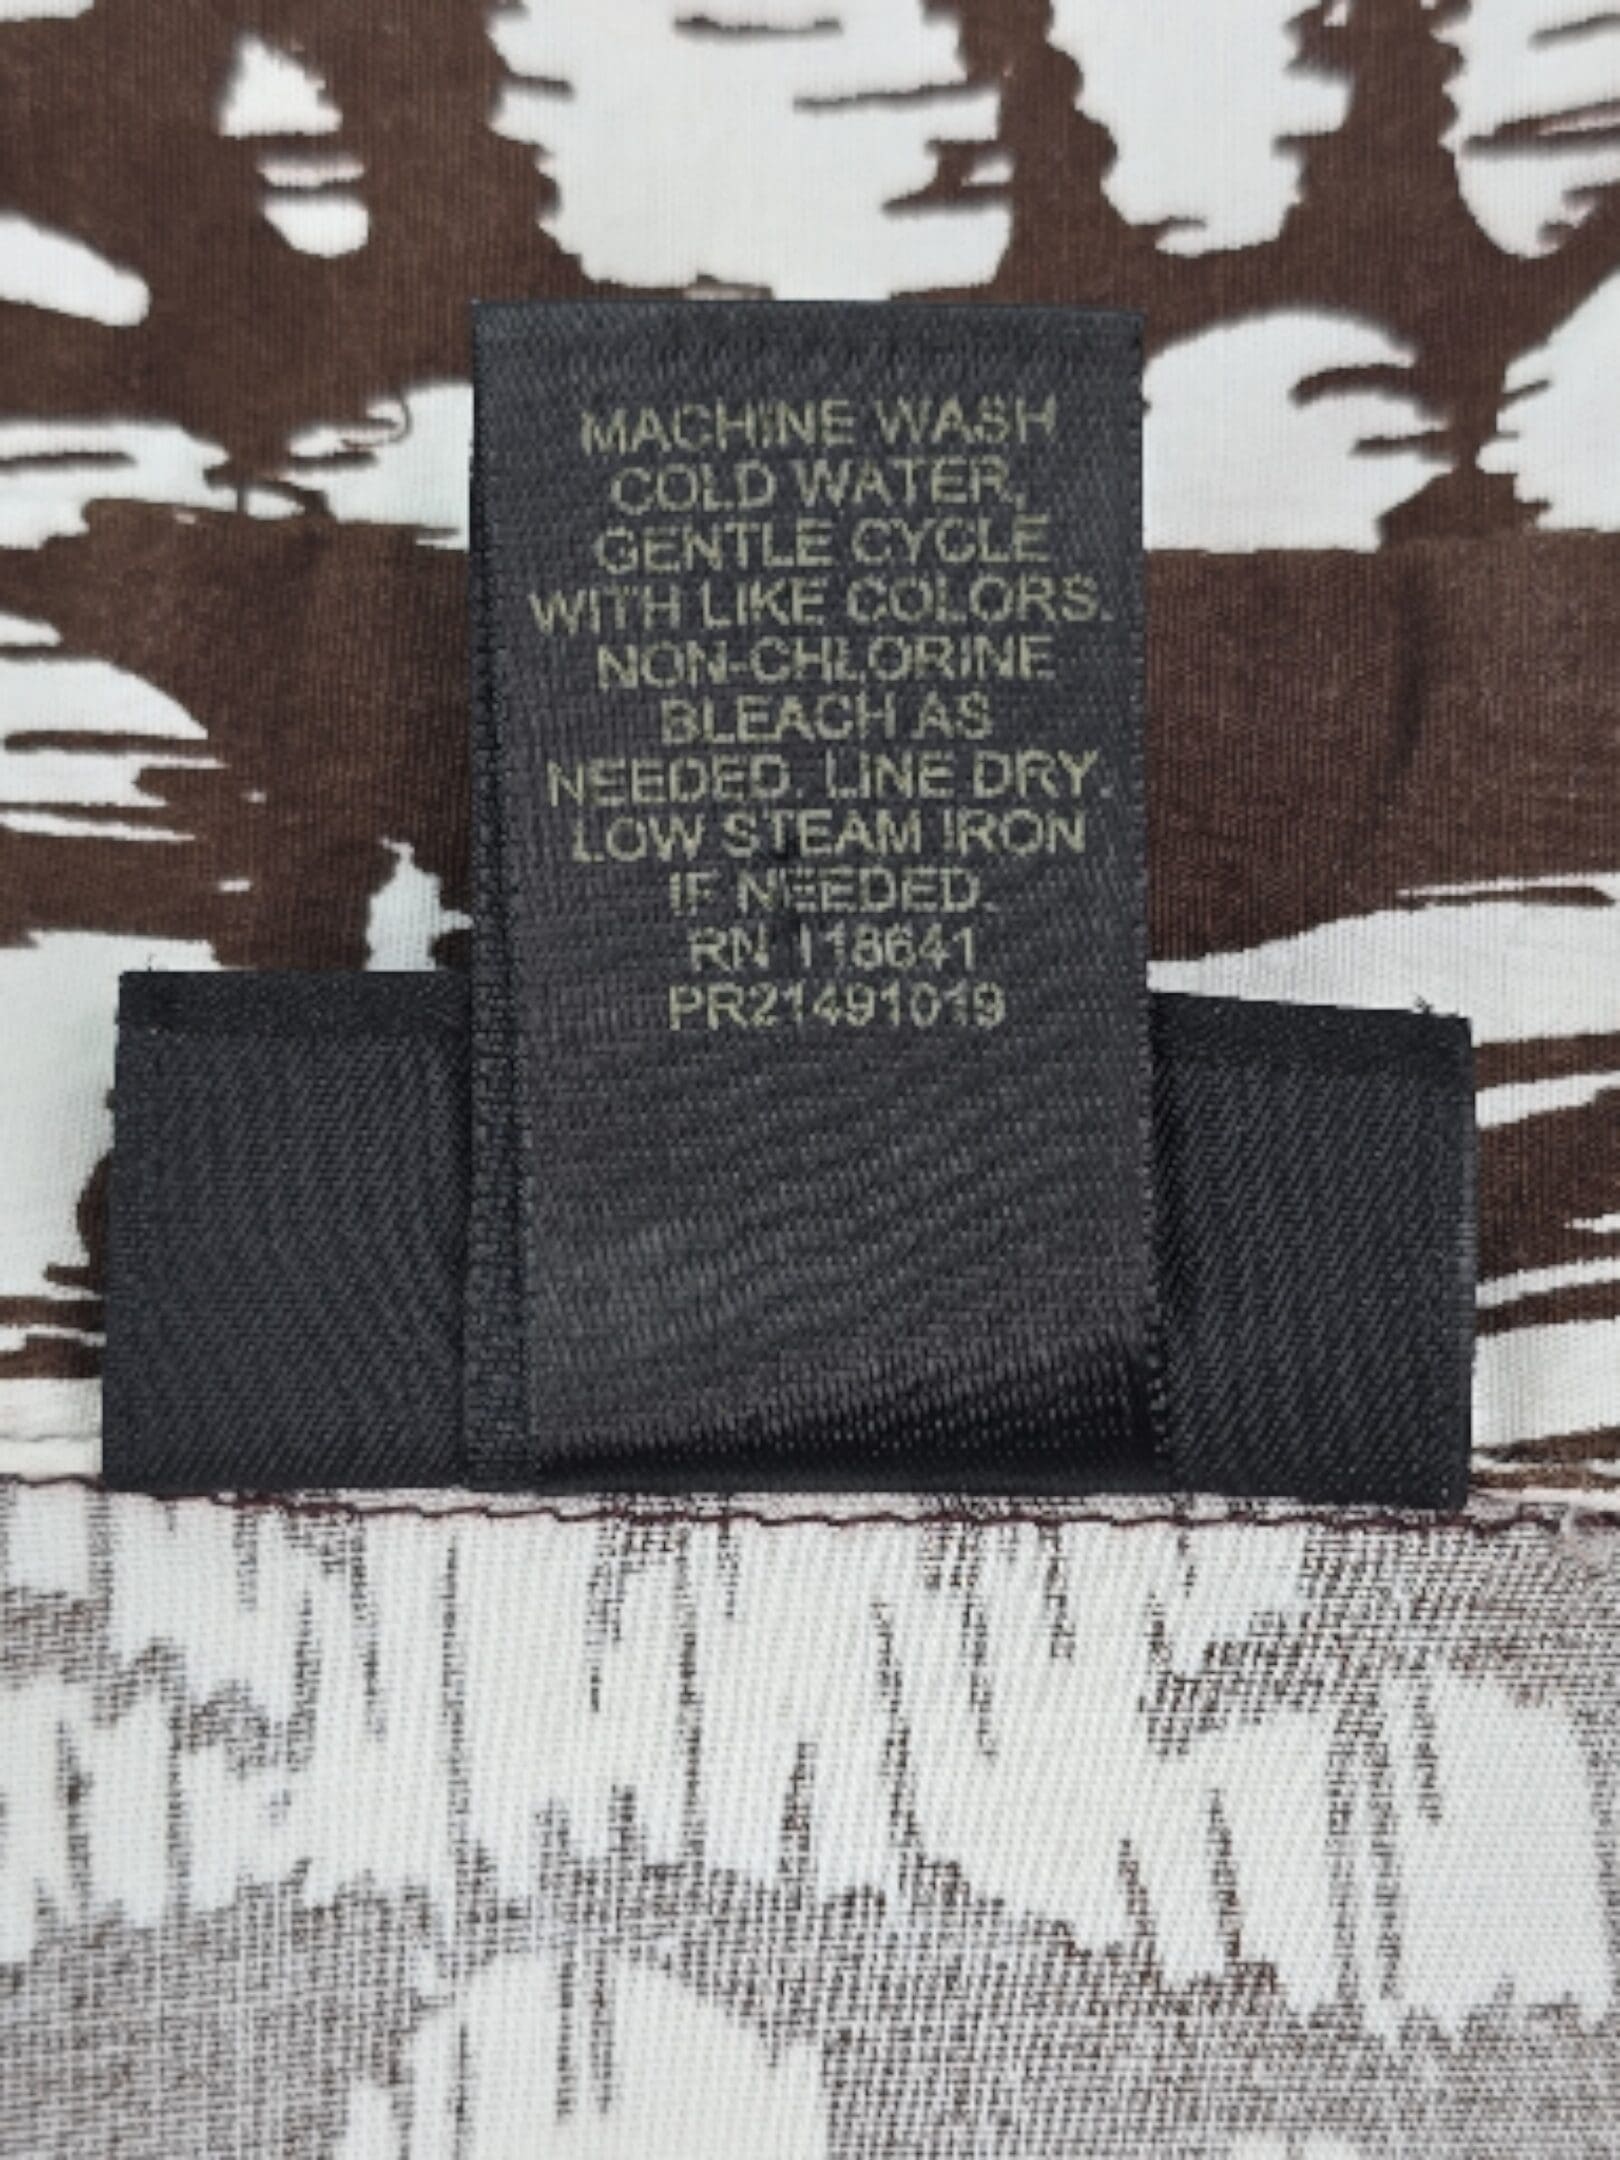 MACHINE WASH
COLD WATER,
GENTLE CYCLE
WITH LIKE COLORS.
NON-CHLORINE
BLEACH AS
NEEDED. LINE DRY.
LOW STEAM IRON
IF NEEDED.
RN 118641
PR21491019